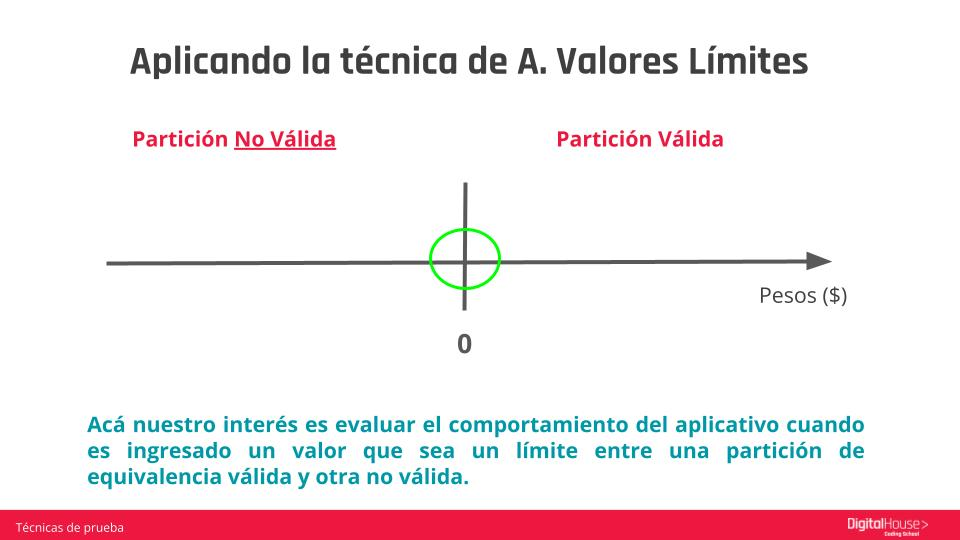 Aplicando la técnica de A. Valores Límites
Partición No Válida
Partición Válida
Pesos ($)
0
Acá nuestro interés es evaluar el comportamiento del aplicativo cuando
es ingresado un valor que sea un límite entre una partición de
equivalencia válida y otra no válida.
Técnicas de prueba
DigitalHouse>
Coding School